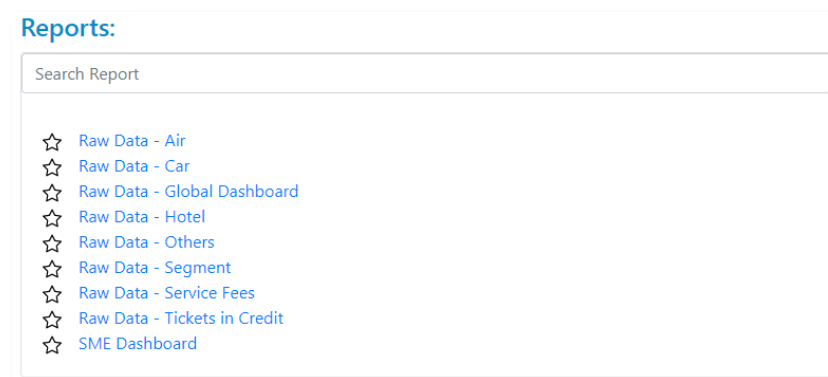 Reports:
Search Report
Raw Data - Air
Raw Data - Car
Raw Data - Global Dashboard
Raw Data - Hotel
Raw Data - Others
Raw Data - Segment
Raw Data - Service Fees
Raw Data - Tickets in Credit
SME Dashboard